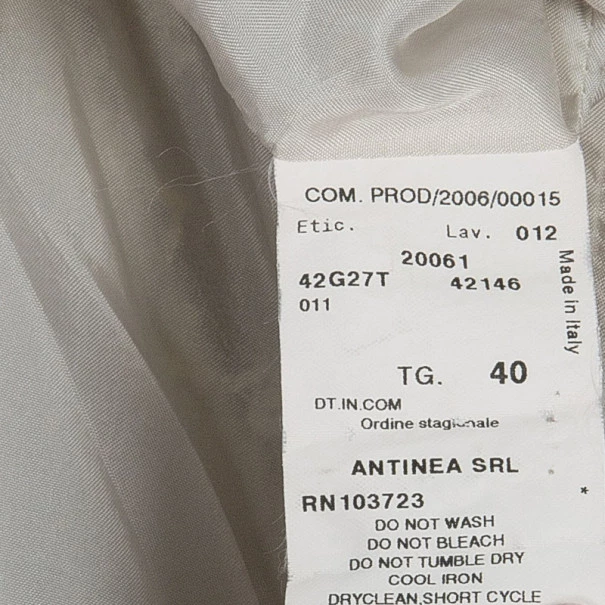 COM. PROD/2006/00015
Etic. Lav. 012
20061
42G27T 42146
011
Made in Italy
TG. 40
DT.IN.COM
Ordine stagionale
ANTINEA SRL
RN103723
*
DO NOT WASH
DO NOT BLEACH
DO NOT TUMBLE DRY
COOL IRON
DRYCLEAN,SHORT CYCLE